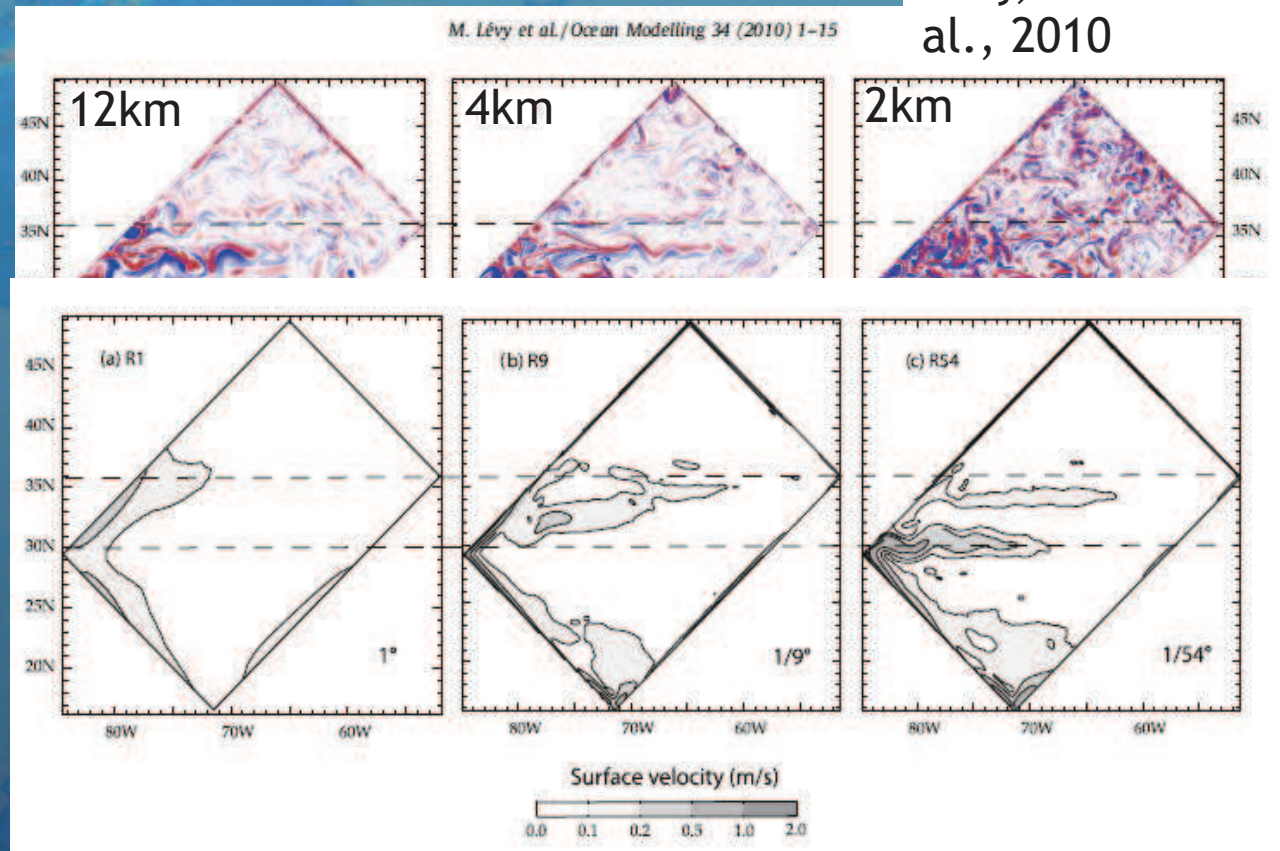 M. Lévy et al./Ocean Modelling 34 (2010) 1–15
al., 2010
12km
4km
2km
45N
45N
40N
40N
35N
35N
(a) R1
(b) R9
(c) R54
45N
40N
35N
30N
25N
20N
1°
1/9°
1/54°
80W
70W
60W
80W
70W
60W
80W
70W
60W
Surface velocity (m/s)
0.0
0.1
0.2
0.5
1.0
2.0